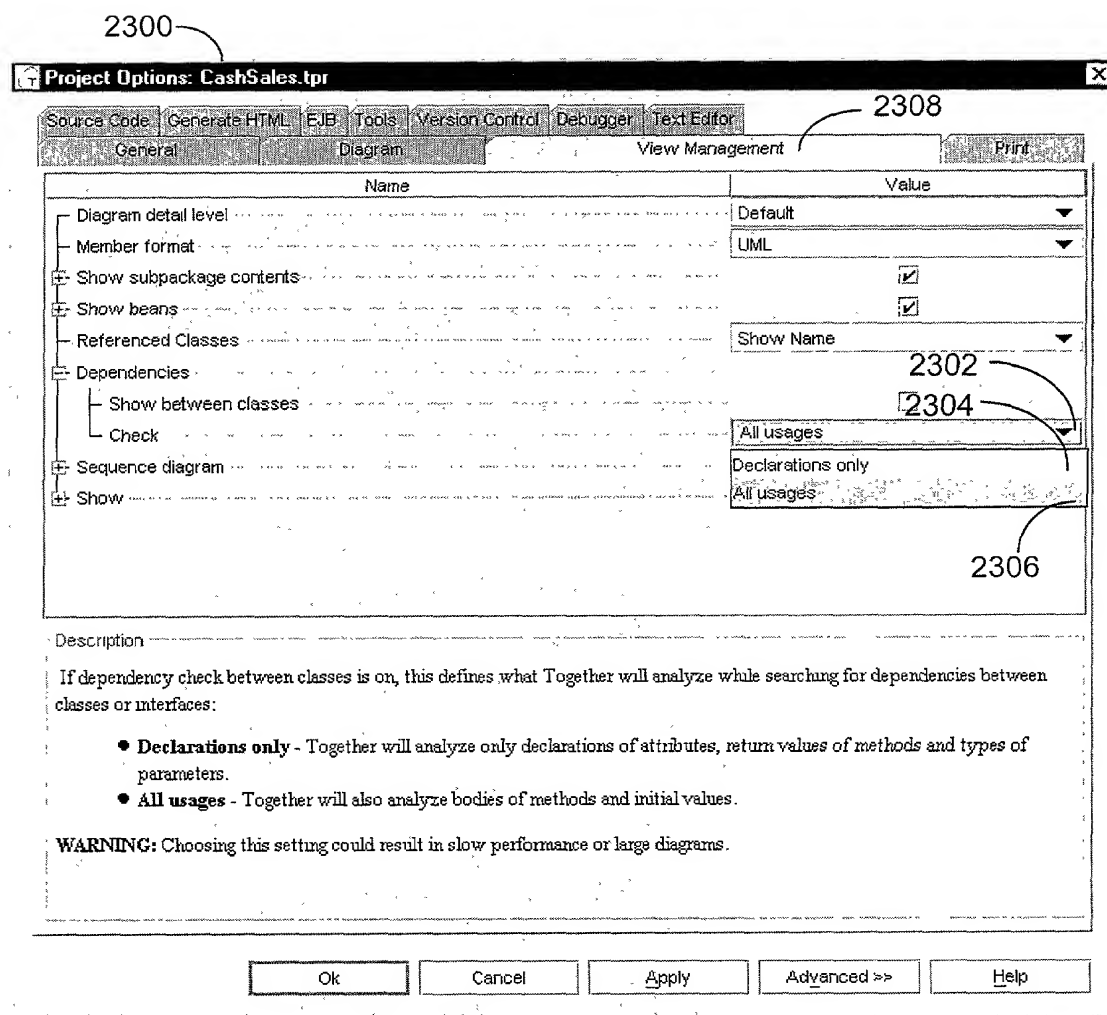 2300
Project Options: CashSales.tpr
Source Code Generate HTML EJB Tools Version Control Debugger Text Editor
2308
General Diagram View Management Print
Name Value
Diagram detail level Default
Member format UML
Show subpackage contents
Show beans
Referenced Classes Show Name
Dependencies
2302
Show between classes
2304
Check All usages
Sequence diagram Declarations only
Show All usages
2306
Description
If dependency check between classes is on, this defines what Together will analyze while searching for dependencies between
classes or interfaces:
● Declarations only - Together will analyze only declarations of attributes, return values of methods and types of
parameters.
● All usages - Together will also analyze bodies of methods and initial values.
WARNING: Choosing this setting could result in slow performance or large diagrams.
Ok Cancel Apply Advanced >> Help